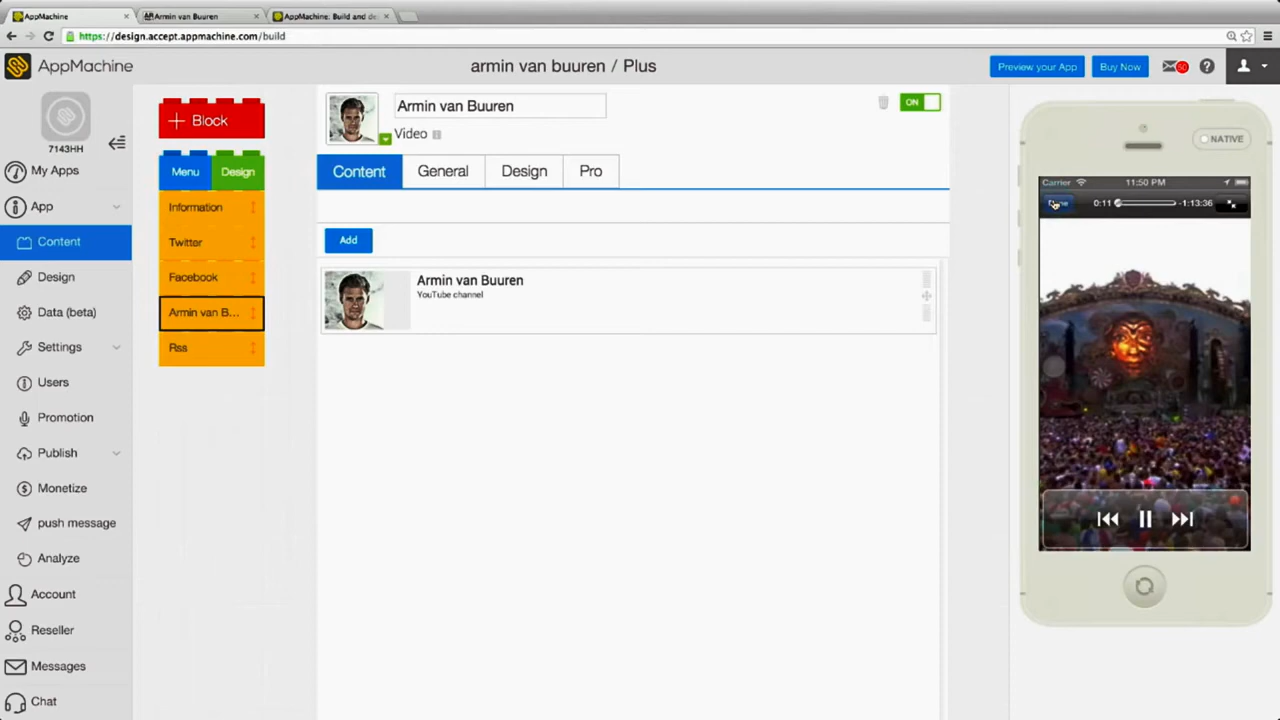 AppMachine
Armin van Buuren
AppMachine: Build and de
https://design.accept.appmachine.com/build
AppMachine
armin van buuren / Plus
Preview your App
Buy Now
50
7143HH
My Apps
App
Content
Design
Data (beta)
Settings
Users
Promotion
Publish
Monetize
push message
Analyze
Account
Reseller
Messages
Chat
+ Block
Menu
Design
Information
Twitter
Facebook
Armin van B...
Rss
Armin van Buuren
Video
ON
Content
General
Design
Pro
Add
Armin van Buuren
YouTube channel
NATIVE
Carrier
11:50 PM
0:11
-1:13:36